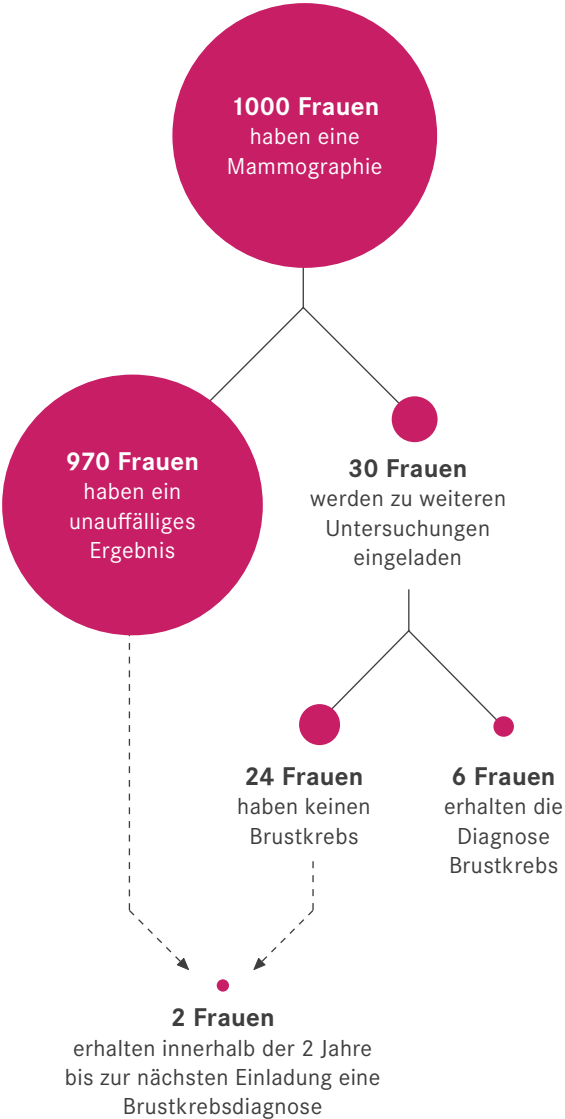 1000 Frauen
haben eine
Mammographie
970 Frauen
haben ein
unauffälliges
Ergebnis
30 Frauen
werden zu weiteren
Untersuchungen
eingeladen
24 Frauen
haben keinen
Brustkrebs
6 Frauen
erhalten die
Diagnose
Brustkrebs
2 Frauen
erhalten innerhalb der 2 Jahre
bis zur nächsten Einladung eine
Brustkrebsdiagnose